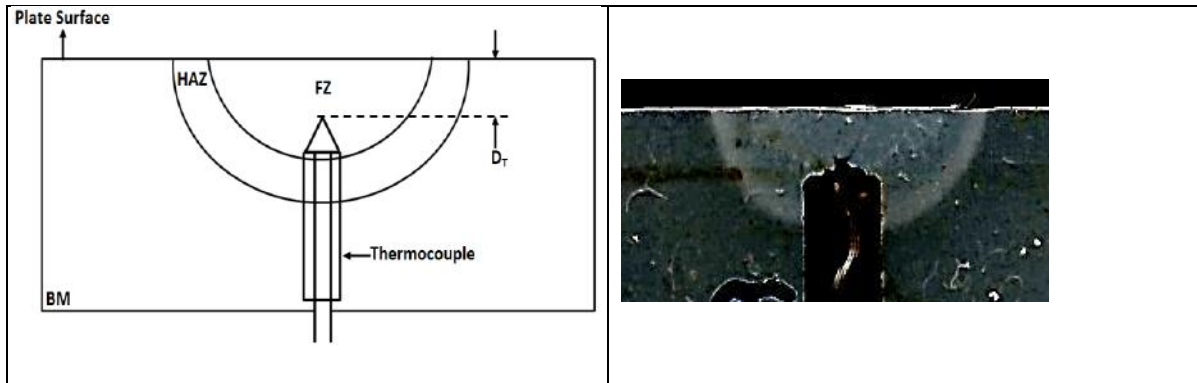 Plate Surface
HAZ
FZ
D_T
Thermocouple
BM